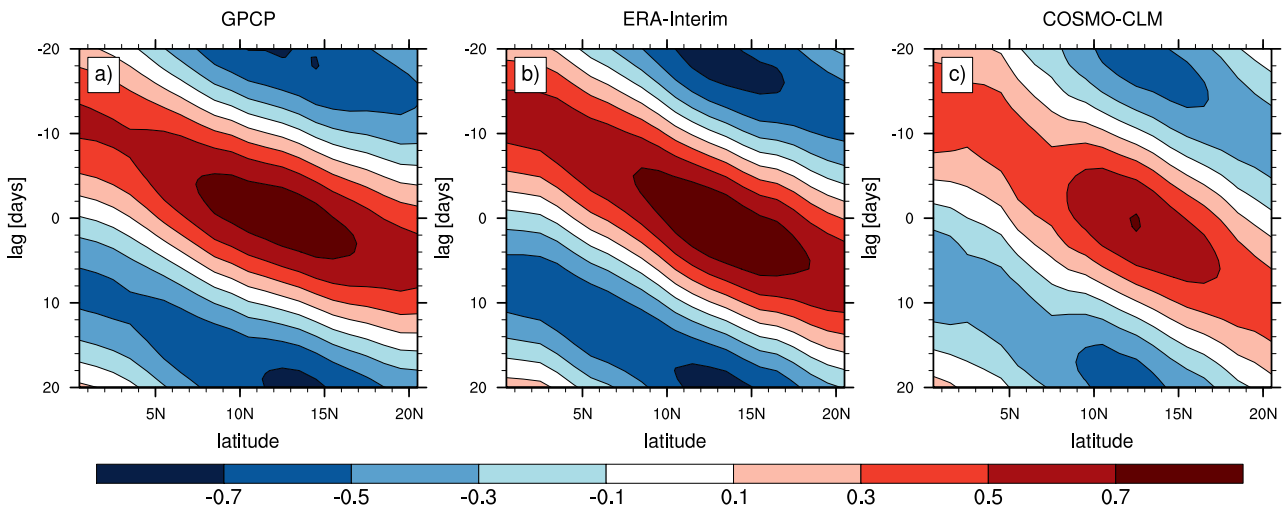 GPCP
ERA-Interim
COSMO-CLM
a)
b)
c)
-20
-10
0
10
20
lag [days]
5N 10N 15N 20N
latitude
-20
-10
0
10
20
lag [days]
5N 10N 15N 20N
latitude
-20
-10
0
10
20
lag [days]
5N 10N 15N 20N
latitude
-0.7 -0.5 -0.3 -0.1 0.1 0.3 0.5 0.7